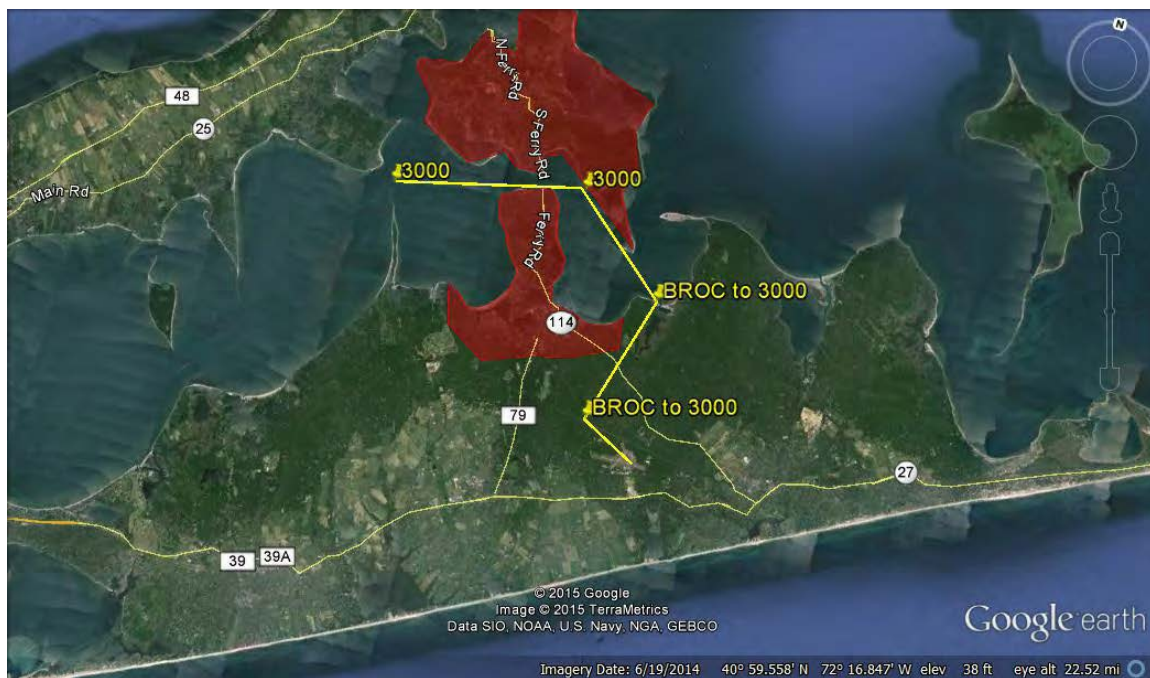 N
N Ferry Rd
48
25
S Ferry Rd
3000
3000
Main Rd
Ferry Rd
BROC to 3000
114
BROC to 3000
79
27
39
39A
© 2015 Google
Image © 2015 TerraMetrics
Data SIO, NOAA, U.S. Navy, NGA, GEBCO
Google earth
Imagery Date: 6/19/2014 40° 59.558' N 72° 16.847' W elev 38 ft eye alt 22.52 mi